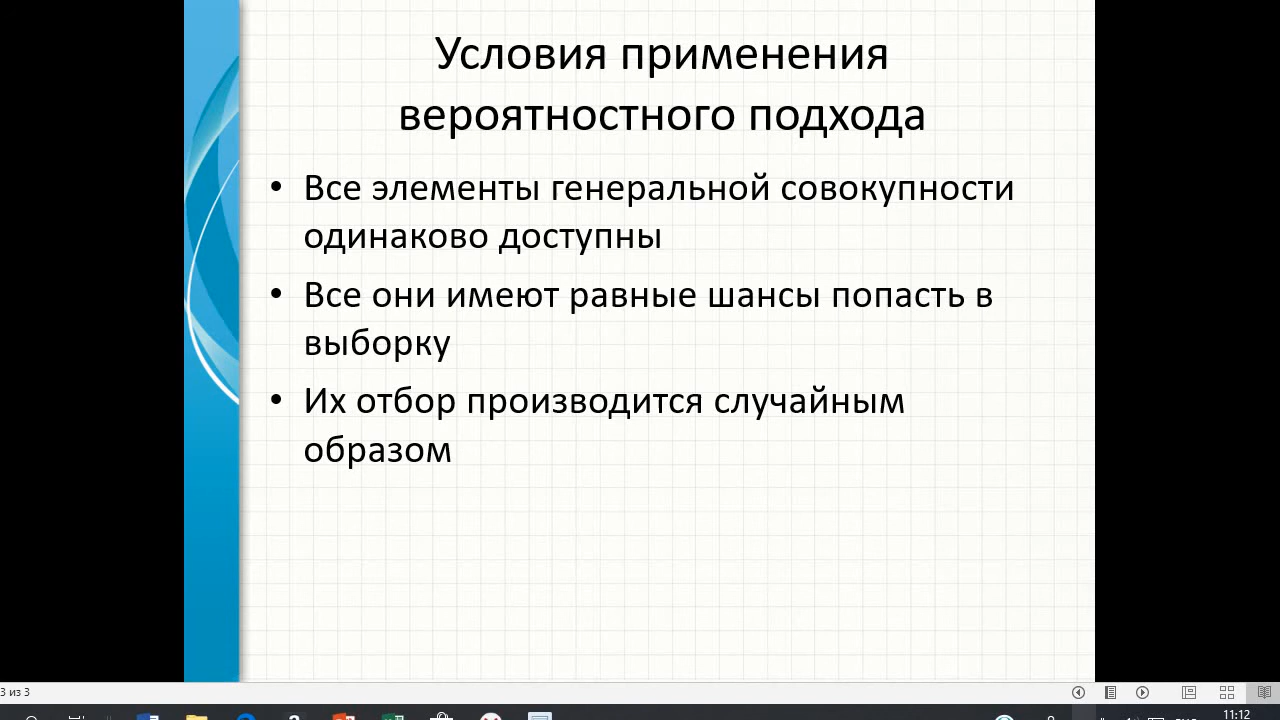 Условия применения
вероятностного подхода
• Все элементы генеральной совокупности
одинаково доступны
• Все они имеют равные шансы попасть в
выборку
• Их отбор производится случайным
образом
3 из 3
11:12